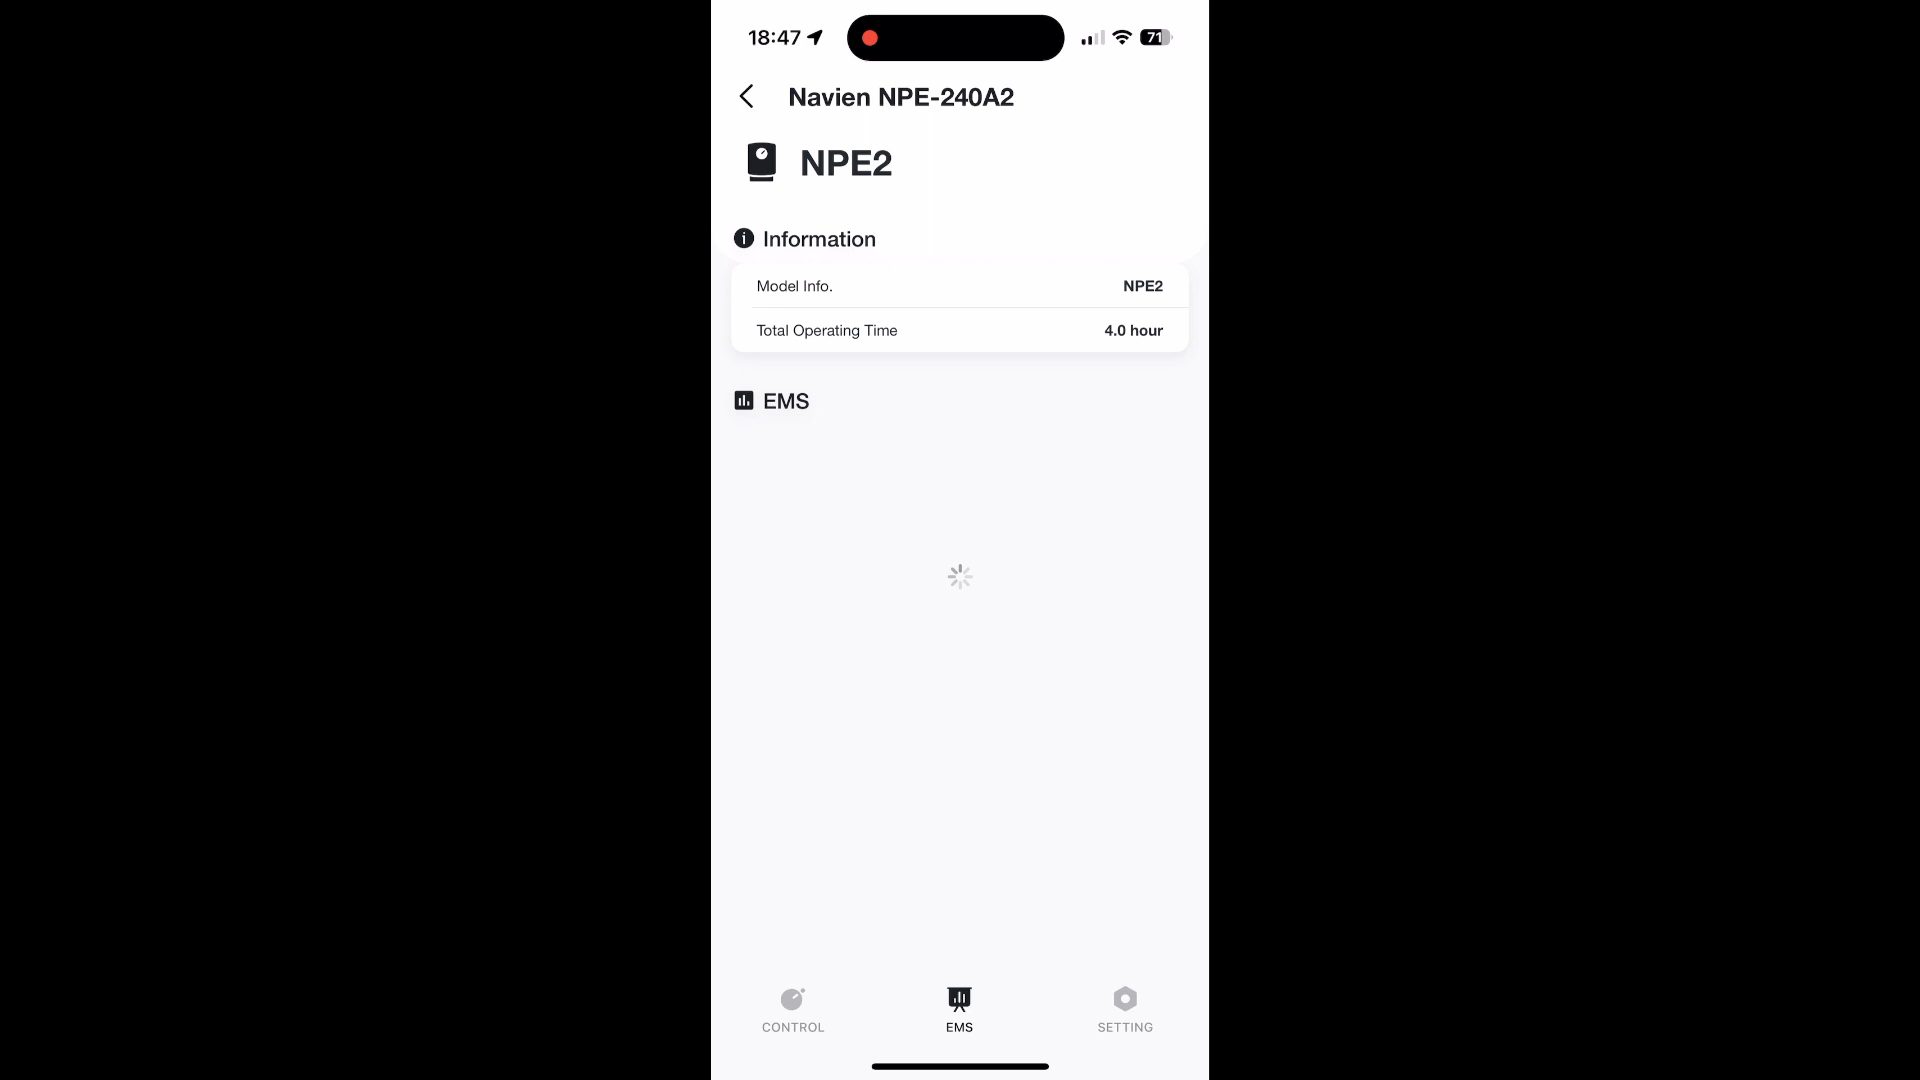 18:47
71
Navien NPE-240A2
NPE2
Information
Model Info. NPE2
Total Operating Time 4.0 hour
EMS
CONTROL EMS SETTING